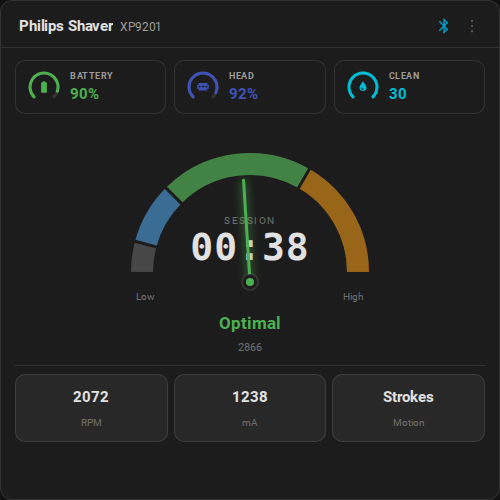 Philips Shaver XP9201
BATTERY
90%
HEAD
92%
CLEAN
30
SESSION
00:38
Low
High
Optimal
2866
2072
RPM
1238
mA
Strokes
Motion